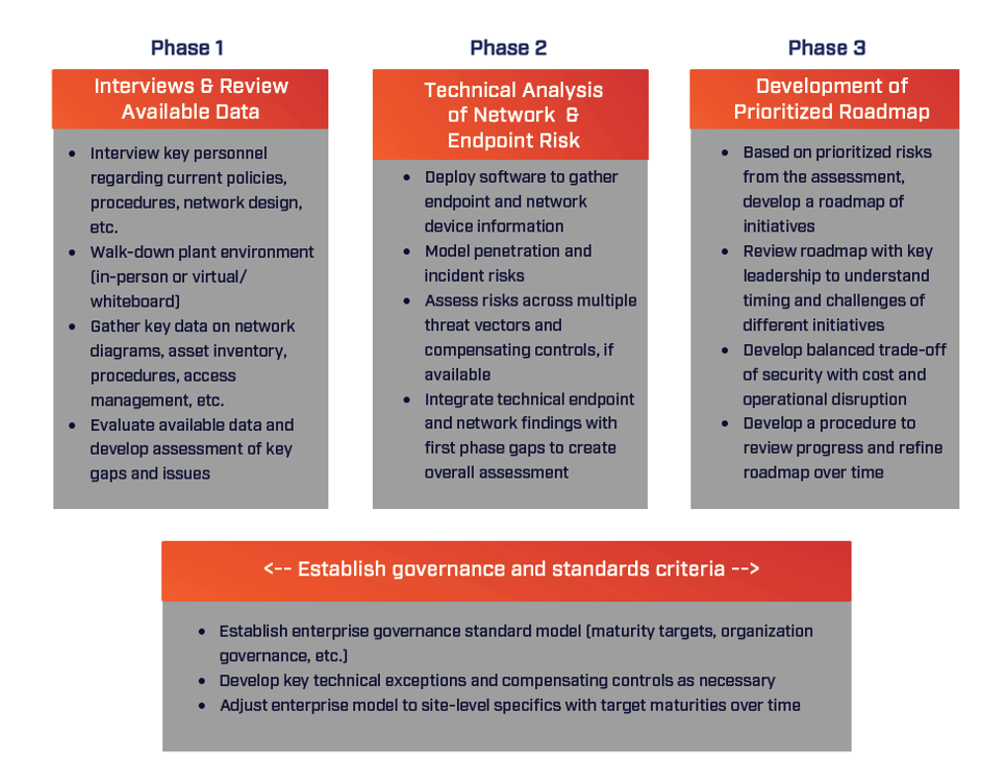 Phase 1
Interviews & Review
Available Data
• Interview key personnel
regarding current policies,
procedures, network design,
etc.
• Walk-down plant environment
(in-person or virtual/
whiteboard)
• Gather key data on network
diagrams, asset inventory,
procedures, access
management, etc.
• Evaluate available data and
develop assessment of key
gaps and issues
Phase 2
Technical Analysis
of Network &
Endpoint Risk
• Deploy software to gather
endpoint and network
device information
• Model penetration and
incident risks
• Assess risks across multiple
threat vectors and
compensating controls, if
available
• Integrate technical endpoint
and network findings with
first phase gaps to create
overall assessment
Phase 3
Development of
Prioritized Roadmap
• Based on prioritized risks
from the assessment,
develop a roadmap of
initiatives
• Review roadmap with key
leadership to understand
timing and challenges of
different initiatives
• Develop balanced trade-off
of security with cost and
operational disruption
• Develop a procedure to
review progress and refine
roadmap over time
<-- Establish governance and standards criteria -->
• Establish enterprise governance standard model (maturity targets, organization
governance, etc.)
• Develop key technical exceptions and compensating controls as necessary
• Adjust enterprise model to site-level specifics with target maturities over time